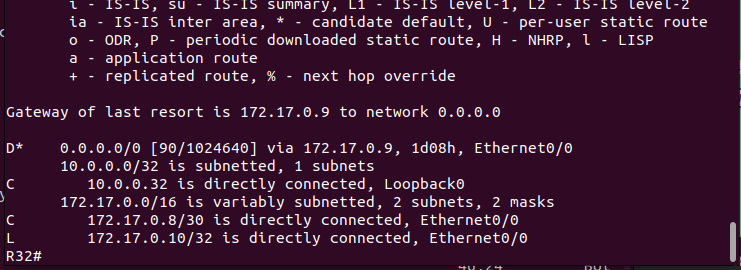 i - IS-IS, su - IS-IS summary, L1 - IS-IS level-1, L2 - IS-IS level-2
ia - IS-IS inter area, * - candidate default, U - per-user static route
o - ODR, P - periodic downloaded static route, H - NHRP, l - LISP
a - application route
+ - replicated route, % - next hop override
Gateway of last resort is 172.17.0.9 to network 0.0.0.0
D* 0.0.0.0/0 [90/1024640] via 172.17.0.9, 1d08h, Ethernet0/0
10.0.0.0/32 is subnetted, 1 subnets
C 10.0.0.32 is directly connected, Loopback0
172.17.0.0/16 is variably subnetted, 2 subnets, 2 masks
C 172.17.0.8/30 is directly connected, Ethernet0/0
L 172.17.0.10/32 is directly connected, Ethernet0/0
R32#